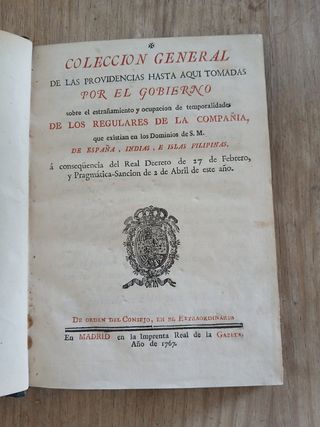 COLECCION GENERAL
DE LAS PROVIDENCIAS HASTA AQUI TOMADAS
POR EL GOBIERNO
sobre el estrañamiento y ocupacion de temporalidades
DE LOS REGULARES DE LA COMPAÑIA,
que existian en los Dominios de S. M.
DE ESPAÑA, INDIAS, E ISLAS FILIPINAS,
á conseqüencia del Real Decreto de 27 de Febrero,
y Pragmática-Sancion de 2 de Abril de este año.
DE ORDEN DEL CONSEJO, EN EL EXTRAORDINARIO
En MADRID en la Imprenta Real de la GAZETA,
Año de 1767.